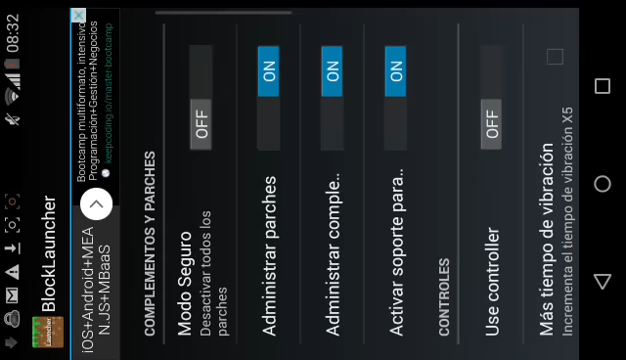 08:32
BlockLauncher
Launcher
iOS+Android+MEA
N.JS+MBaaS
Bootcamp multiformato, intensivo
Programación+Gestión+Negocios
keepcoding.io/master-bootcamp
COMPLEMENTOS Y PARCHES
Modo Seguro
Desactivar todos los
parches
OFF
Administrar parches
ON
Administrar comple..
ON
Activar soporte para..
ON
CONTROLES
Use controller
OFF
Más tiempo de vibración
Incrementa el tiempo de vibración X5